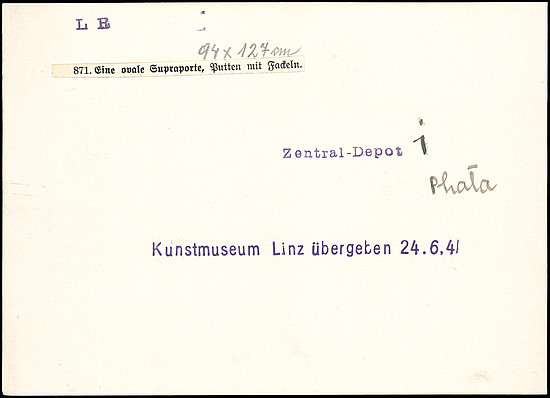 L R
94 x 127 cm
871. Eine ovale Supraporte, Putten mit Fackeln.
Zentral-Depot i
Phata
Kunstmuseum Linz übergeben 24.6.41